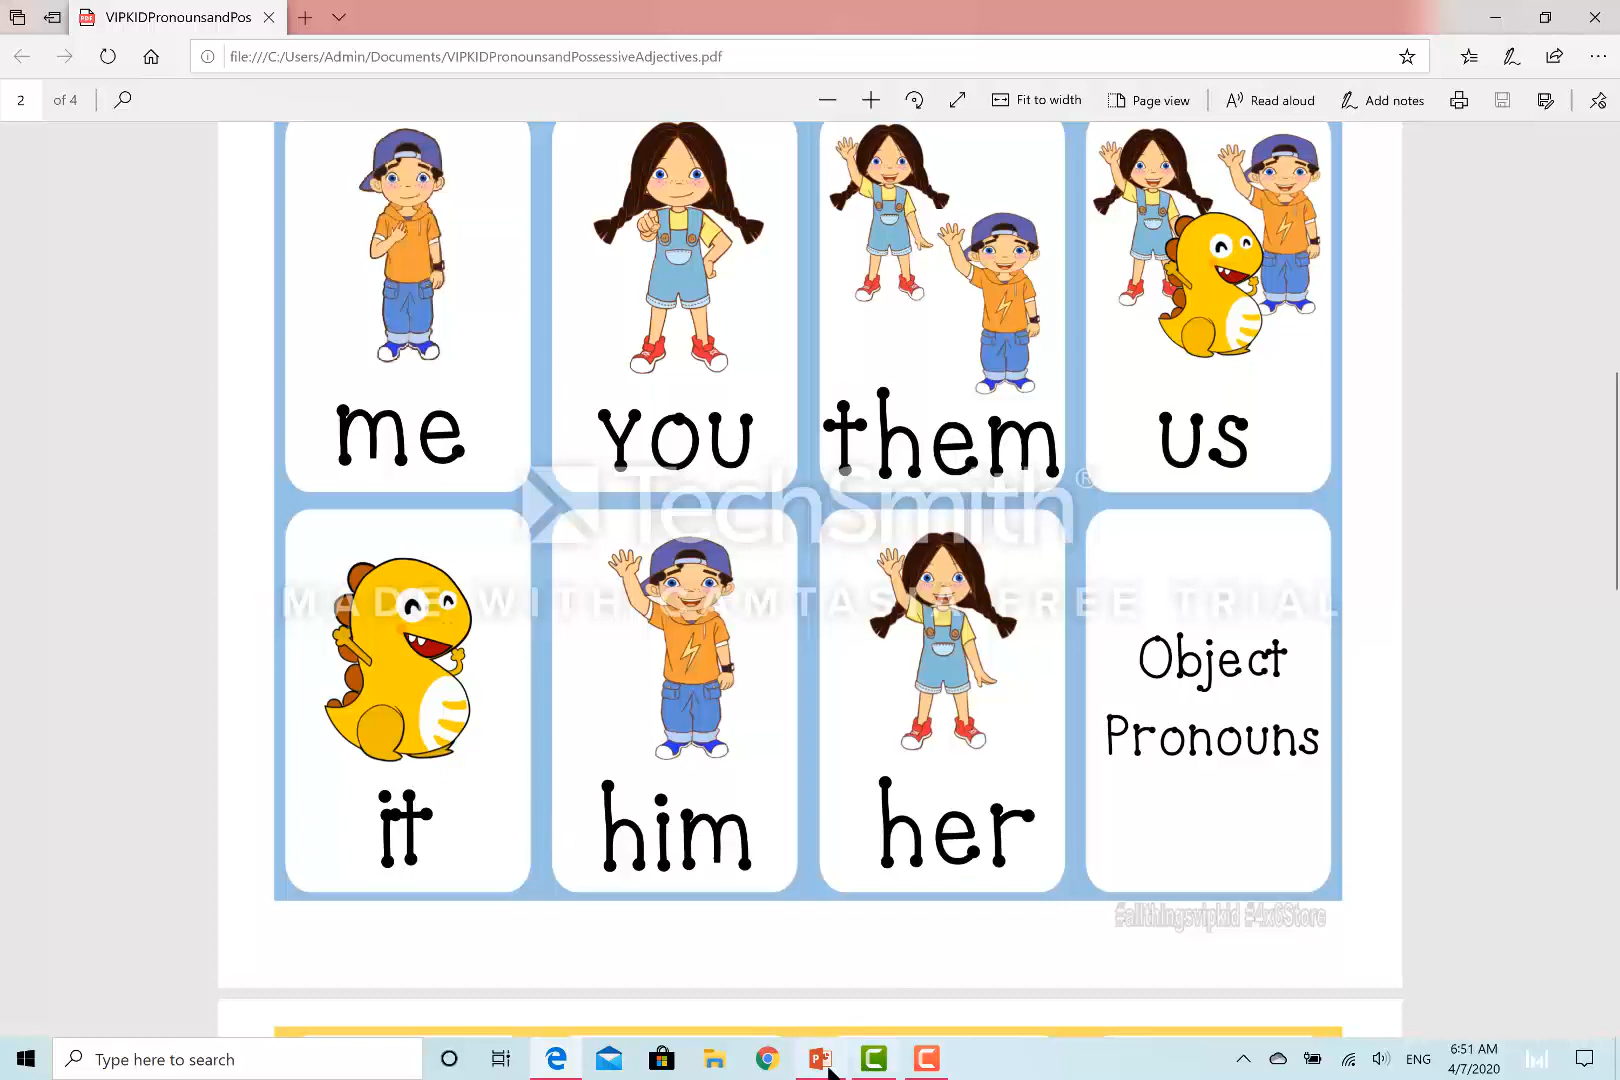 VIPKIDPronounsandPos
file:///C:/Users/Admin/Documents/VIPKIDPronounsandPossessiveAdjectives.pdf
2 of 4
Fit to width
Page view
Read aloud
Add notes
me you them us
TechSmith®
MADE WITH CAMTASIA FREE TRIAL
Object
Pronouns
it him her
#allthingsvipkid #4x6Store
Type here to search
ENG
6:51 AM
4/7/2020